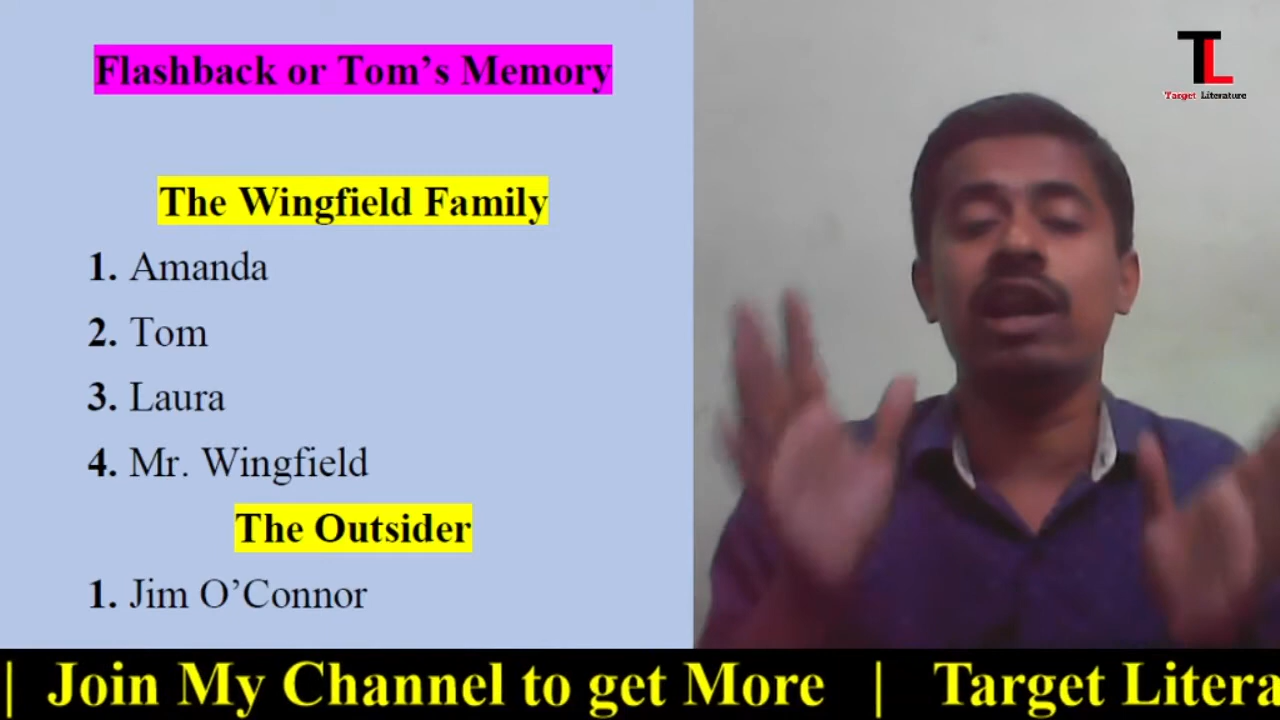 Flashback or Tom’s Memory
The Wingfield Family
1. Amanda
2. Tom
3. Laura
4. Mr. Wingfield
The Outsider
1. Jim O’Connor
TL
Target Literature
| Join My Channel to get More | Target Litera